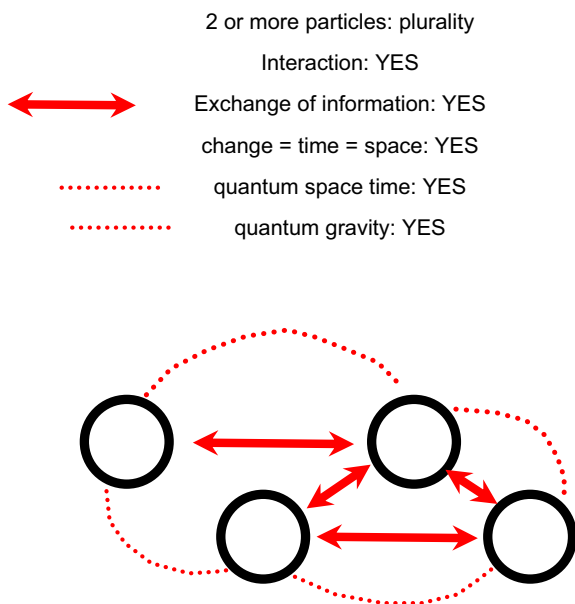 2 or more particles: plurality
Interaction: YES
Exchange of information: YES
change = time = space: YES
quantum space time: YES
quantum gravity: YES